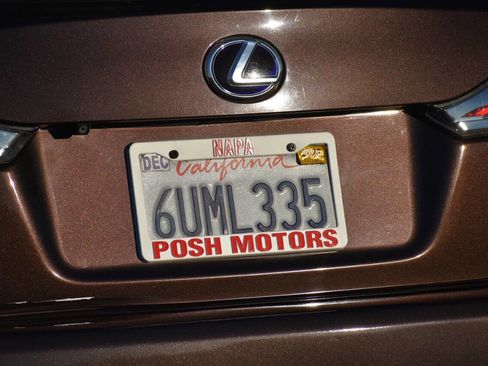 NAPA
DEC
California
6UML335
POSH MOTORS